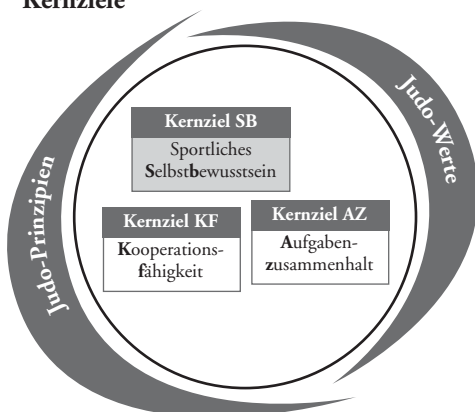 Kernziele
Judo-Prinzipien
Judo-Werte
Kernziel SB
Sportliches
Selbstbewusstsein
Kernziel KF
Kooperations-
fähigkeit
Kernziel AZ
Aufgaben-
zusammenhalt